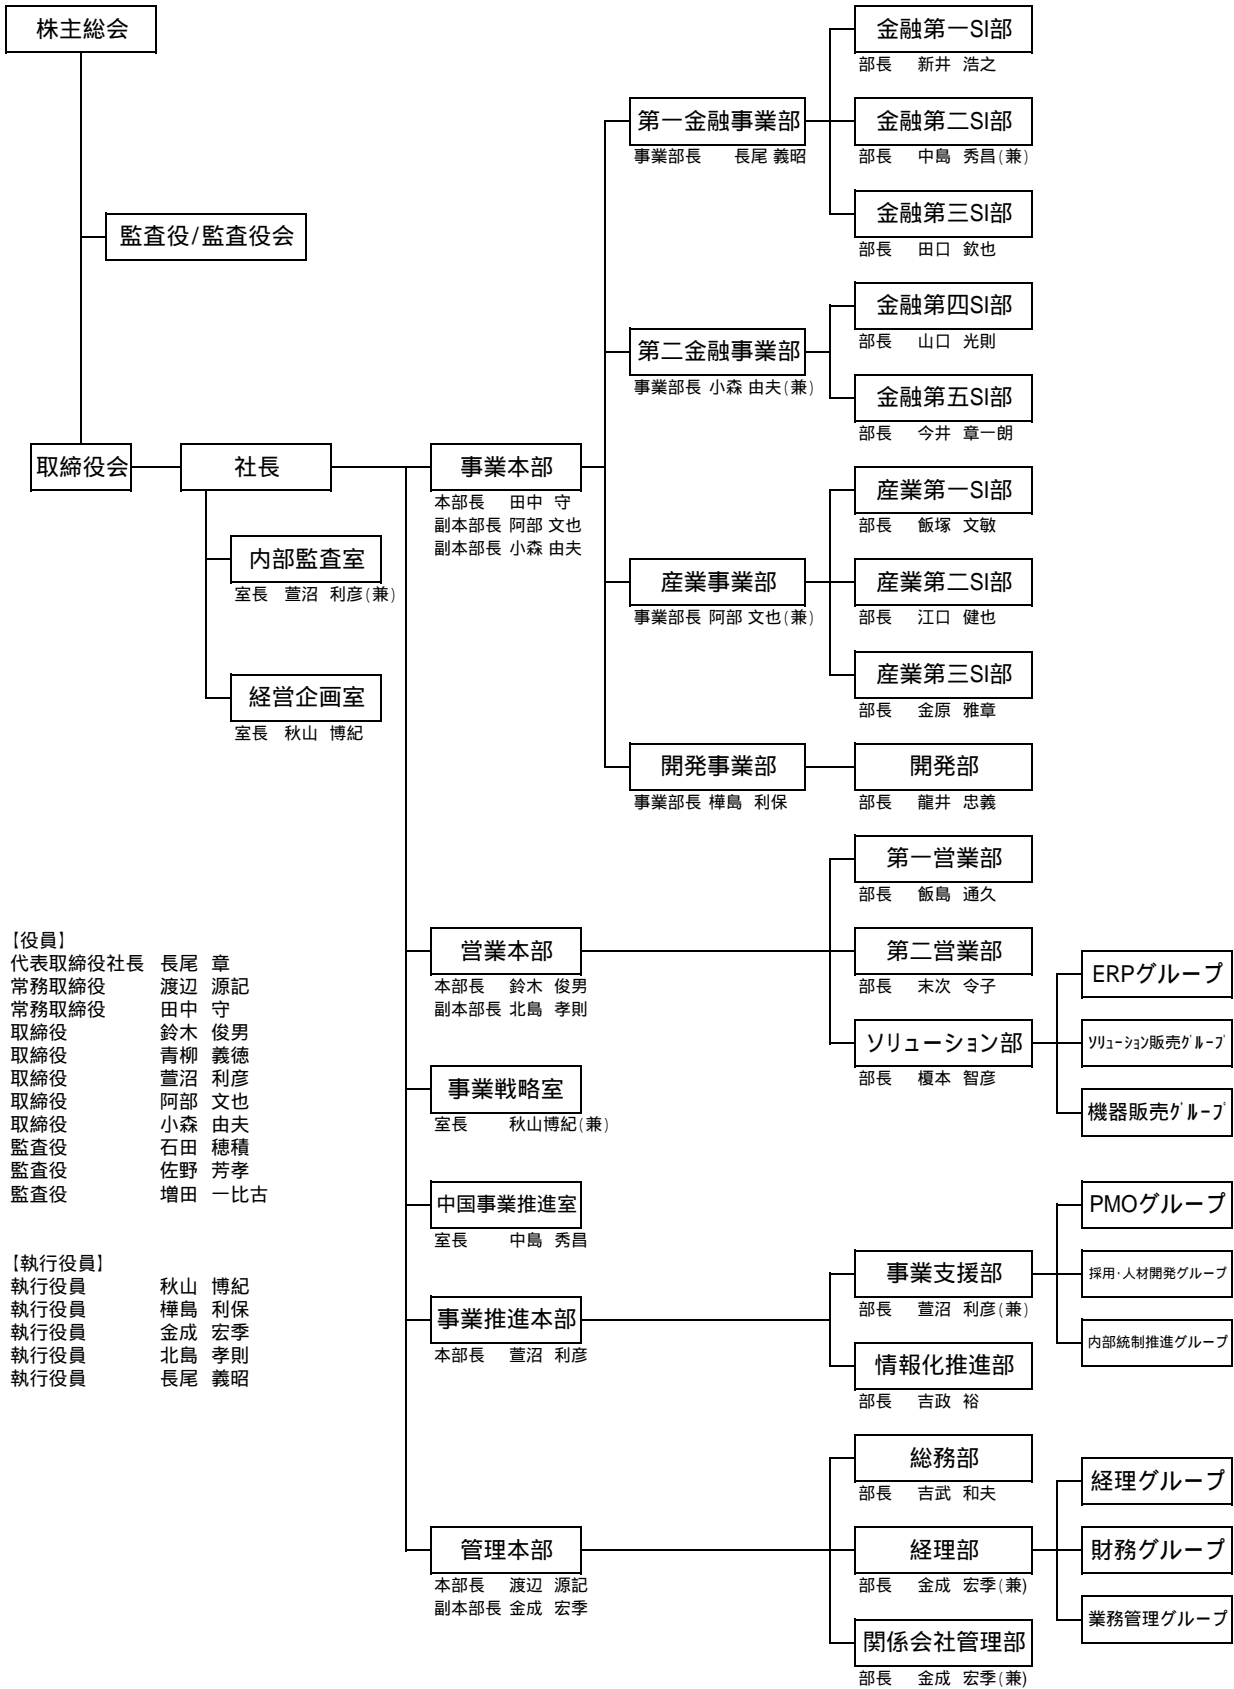 株主総会
監査役/監査役会
取締役会
社長
内部監査室
室長 萱沼 利彦(兼)
経営企画室
室長 秋山 博紀
事業本部
本部長 田中 守
副本部長 阿部 文也
副本部長 小森 由夫
第一金融事業部
事業部長 長尾 義昭
金融第一SI部
部長 新井 浩之
金融第二SI部
部長 中島 秀昌(兼)
金融第三SI部
部長 田口 欽也
第二金融事業部
事業部長 小森 由夫(兼)
金融第四SI部
部長 山口 光則
金融第五SI部
部長 今井 章一朗
産業事業部
事業部長 阿部 文也(兼)
産業第一SI部
部長 飯塚 文敏
産業第二SI部
部長 江口 健也
産業第三SI部
部長 金原 雅章
開発事業部
事業部長 樺島 利保
開発部
部長 龍井 忠義
営業本部
本部長 鈴木 俊男
副本部長 北島 孝則
第一営業部
部長 飯島 通久
第二営業部
部長 末次 令子
ソリューション部
部長 榎本 智彦
ERPグループ
ソリューション販売グループ
機器販売グループ
事業戦略室
室長 秋山博紀(兼)
中国事業推進室
室長 中島 秀昌
事業推進本部
本部長 萱沼 利彦
事業支援部
部長 萱沼 利彦(兼)
PMOグループ
採用・人材開発グループ
内部統制推進グループ
情報化推進部
部長 吉政 裕
管理本部
本部長 渡辺 源記
副本部長 金成 宏季
総務部
部長 吉武 和夫
経理部
部長 金成 宏季(兼)
経理グループ
財務グループ
業務管理グループ
関係会社管理部
部長 金成 宏季(兼)
【役員】
代表取締役社長 長尾 章
常務取締役 渡辺 源記
常務取締役 田中 守
取締役 鈴木 俊男
取締役 青柳 義徳
取締役 萱沼 利彦
取締役 阿部 文也
取締役 小森 由夫
監査役 石田 穂積
監査役 佐野 芳孝
監査役 増田 一比古
【執行役員】
執行役員 秋山 博紀
執行役員 樺島 利保
執行役員 金成 宏季
執行役員 北島 孝則
執行役員 長尾 義昭